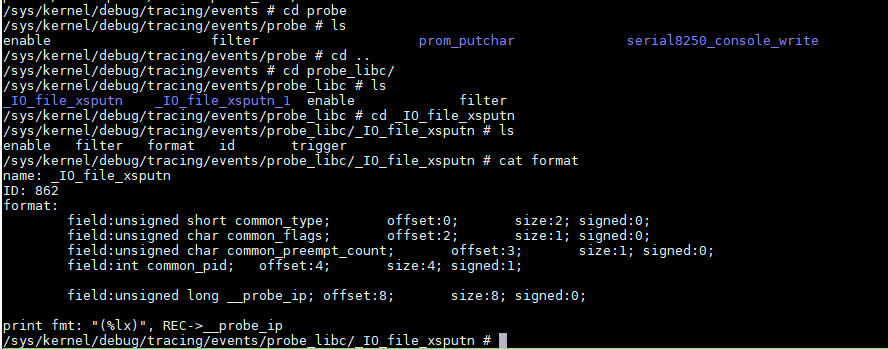 /sys/kernel/debug/tracing/events # cd probe
/sys/kernel/debug/tracing/events/probe # ls
enable                    filter                    prom_putchar              serial8250_console_write
/sys/kernel/debug/tracing/events/probe # cd ..
/sys/kernel/debug/tracing/events # cd probe_libc/
/sys/kernel/debug/tracing/events/probe_libc # ls
_IO_file_xsputn    _IO_file_xsputn_1  enable             filter
/sys/kernel/debug/tracing/events/probe_libc # cd _IO_file_xsputn
/sys/kernel/debug/tracing/events/probe_libc/_IO_file_xsputn # ls
enable   filter   format   id       trigger
/sys/kernel/debug/tracing/events/probe_libc/_IO_file_xsputn # cat format
name: _IO_file_xsputn
ID: 862
format:
        field:unsigned short common_type;       offset:0;       size:2; signed:0;
        field:unsigned char common_flags;       offset:2;       size:1; signed:0;
        field:unsigned char common_preempt_count;       offset:3;       size:1; signed:0;
        field:int common_pid;   offset:4;       size:4; signed:1;

        field:unsigned long __probe_ip; offset:8;       size:8; signed:0;

print fmt: "(%lx)", REC->__probe_ip
/sys/kernel/debug/tracing/events/probe_libc/_IO_file_xsputn #